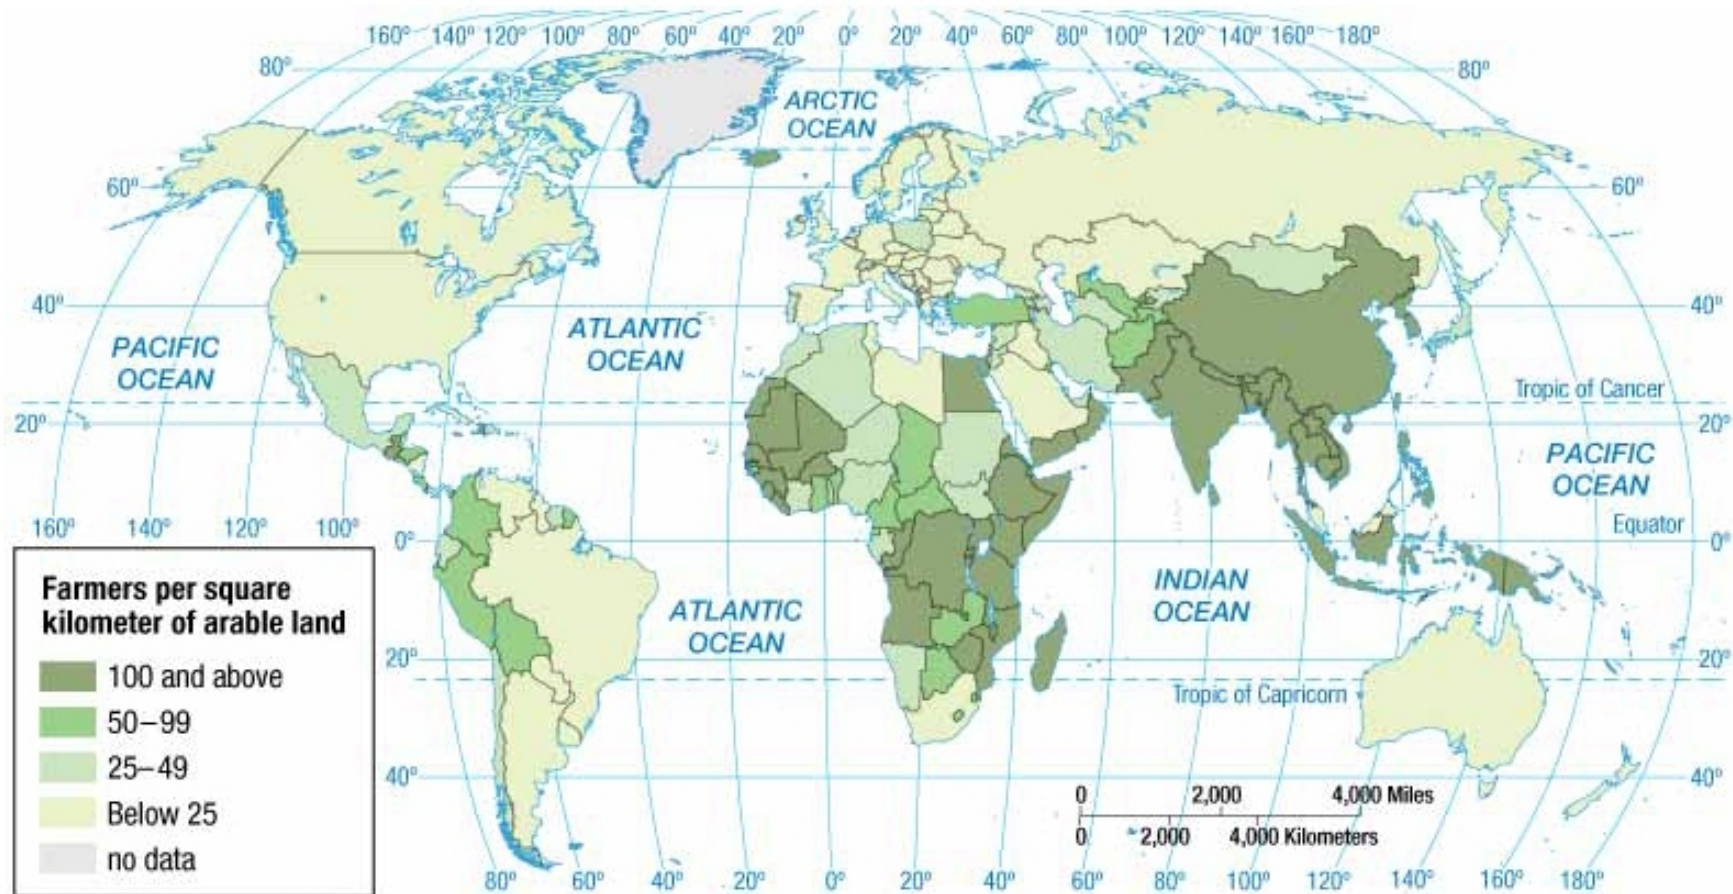 160° 140° 120° 100° 80° 60° 40° 20° 0° 20° 40° 60° 80° 100° 120° 140° 160° 180°
80° 80°
ARCTIC
OCEAN
60° 60°
40° 40°
ATLANTIC
OCEAN
PACIFIC
OCEAN
Tropic of Cancer
20° 20°
PACIFIC
OCEAN
160° 140° 120° 100°
Equator
0° 0°
INDIAN
OCEAN
ATLANTIC
OCEAN
20° 20°
Tropic of Capricorn
40° 40°
Farmers per square
kilometer of arable land
100 and above
50–99
25–49
Below 25
no data
0 2,000 4,000 Miles
0 2,000 4,000 Kilometers
80° 60° 40° 20° 0° 20° 40° 60° 80° 100° 120° 140° 160° 180°